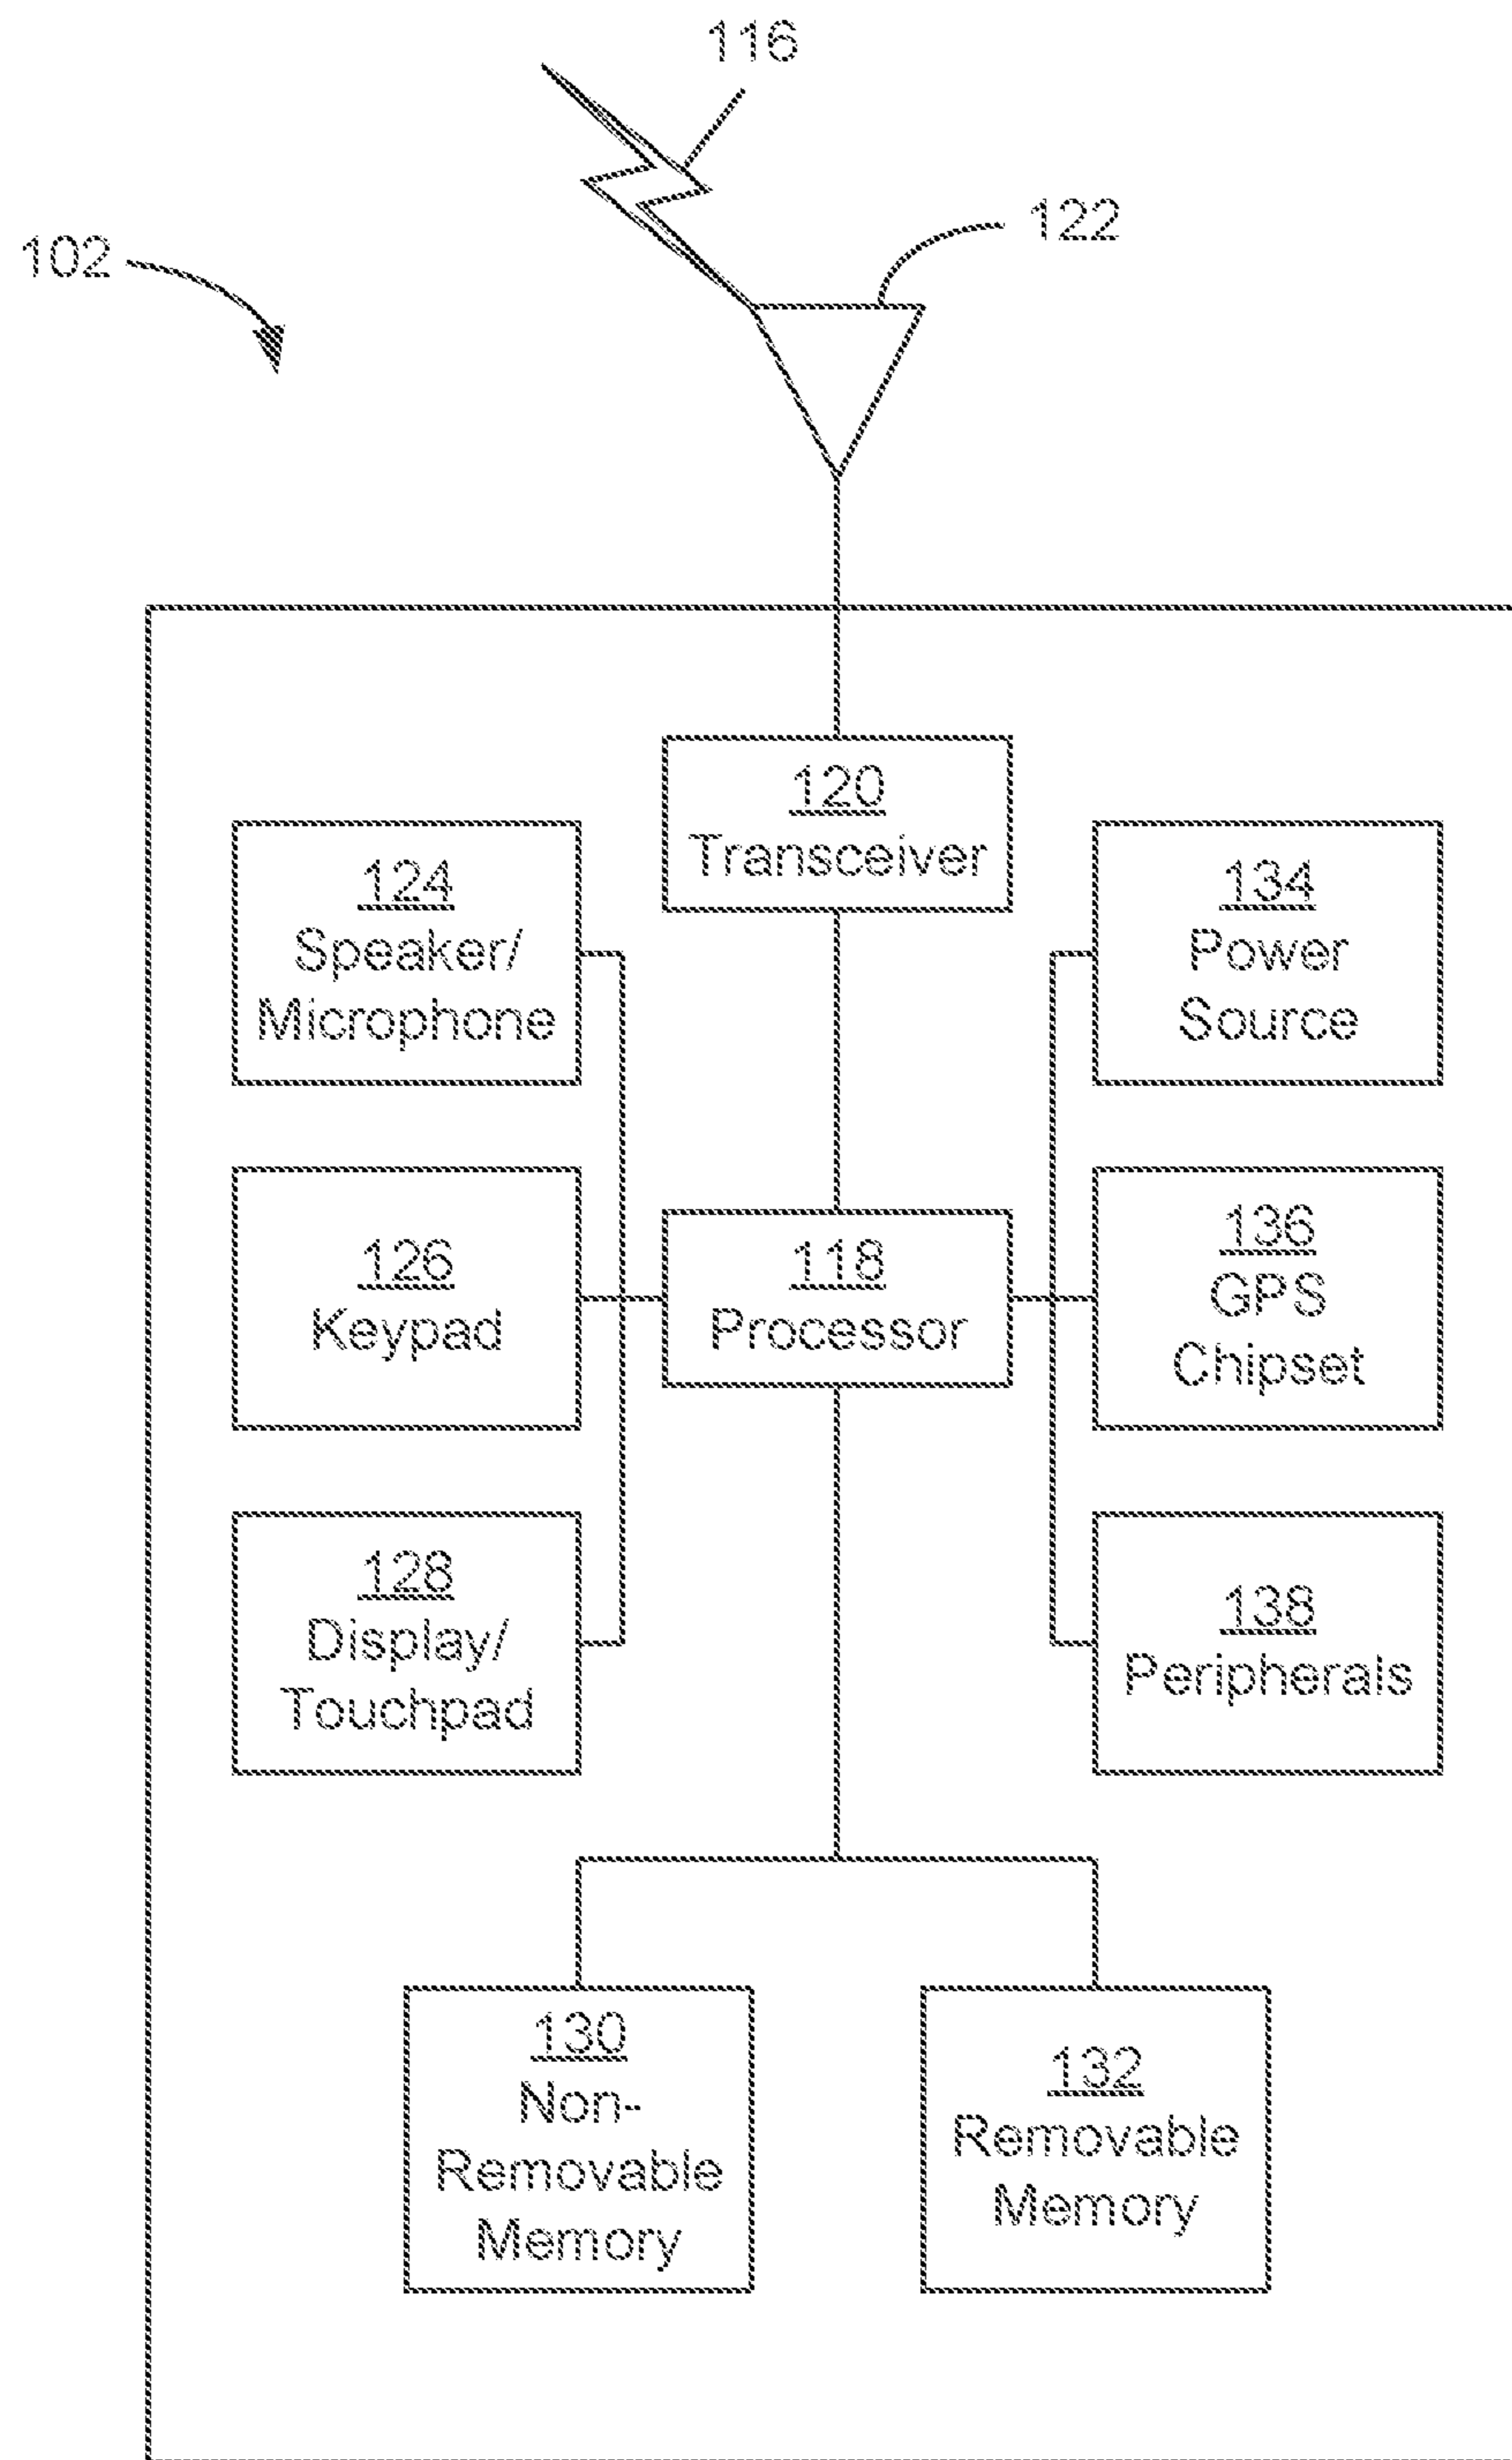 116
122
102
120
Transceiver
124
Speaker/
Microphone
134
Power
Source
126
Keypad
118
Processor
136
GPS
Chipset
128
Display/
Touchpad
138
Peripherals
130
Non-
Removable
Memory
132
Removable
Memory